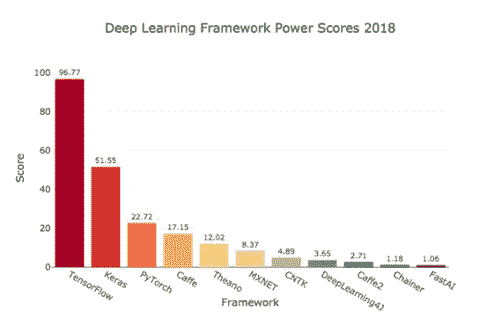 Deep Learning Framework Power Scores 2018
Score
100
80
60
40
20
0
96.77
51.55
22.72
17.15
12.02
8.37
4.89
3.65
2.71
1.18
1.06
TensorFlow
Keras
PyTorch
Caffe
Theano
MXNET
CNTK
DeepLearning4J
Caffe2
Chainer
FastAI
Framework